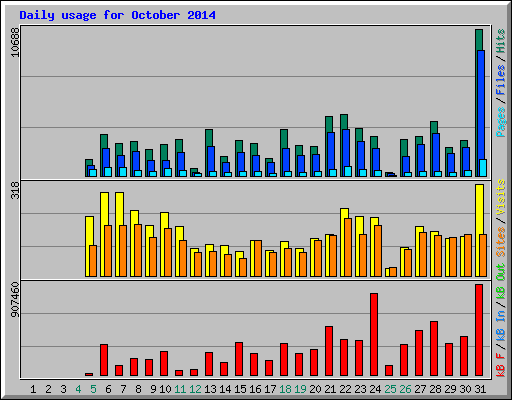 Daily usage for October 2014
10688
Pages / Files / Hits
318
Sites / Visits
907460
kB F / kB In / kB Out
1 2 3 4 5 6 7 8 9 10 11 12 13 14 15 16 17 18 19 20 21 22 23 24 25 26 27 28 29 30 31